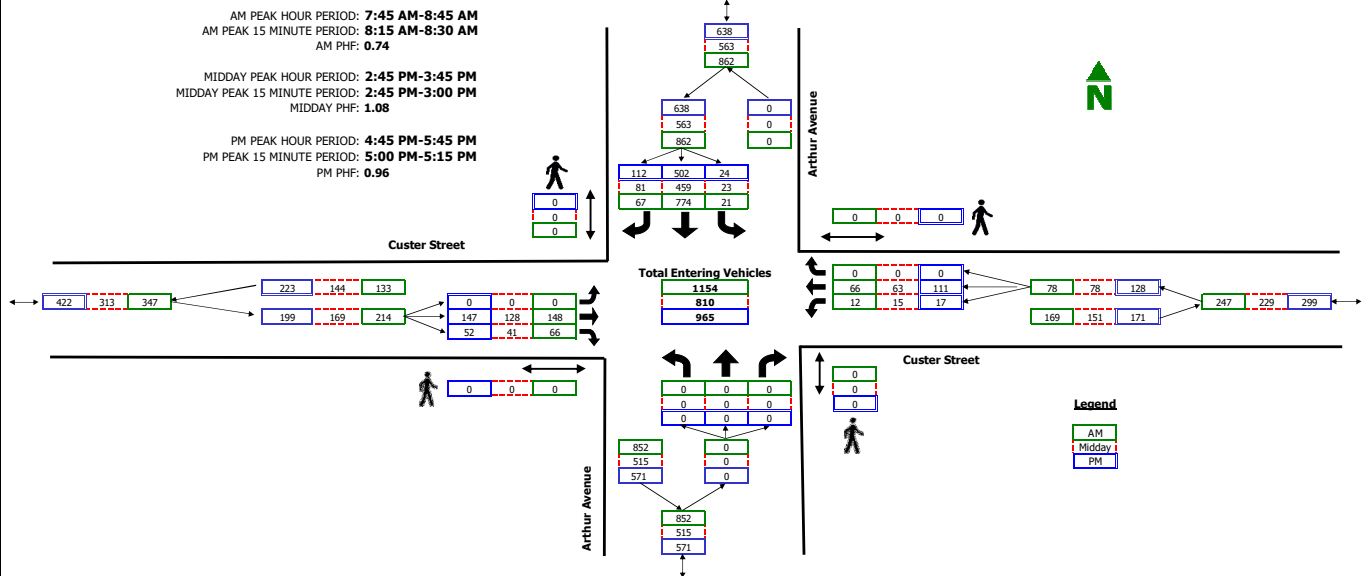 AM PEAK HOUR PERIOD: 7:45 AM-8:45 AM
AM PEAK 15 MINUTE PERIOD: 8:15 AM-8:30 AM
AM PHF: 0.74
MIDDAY PEAK HOUR PERIOD: 2:45 PM-3:45 PM
MIDDAY PEAK 15 MINUTE PERIOD: 2:45 PM-3:00 PM
MIDDAY PHF: 1.08
PM PEAK HOUR PERIOD: 4:45 PM-5:45 PM
PM PEAK 15 MINUTE PERIOD: 5:00 PM-5:15 PM
PM PHF: 0.96
638
563
862
638 0
563 0
862 0
112 502 24
81 459 23
67 774 21
Arthur Avenue
N
0
0
0
0 0 0
Custer Street
Total Entering Vehicles
1154
810
965
422 313 347
223 144 133
199 169 214
0 0 0
147 128 148
52 41 66
0 0 0
66 63 111
12 15 17
78 78 128
169 151 171
247 229 299
Custer Street
0 0 0
0
0
0
0 0 0
0 0 0
0 0 0
852 0
515 0
571 0
Arthur Avenue
852
515
571
Legend
AM
Midday
PM